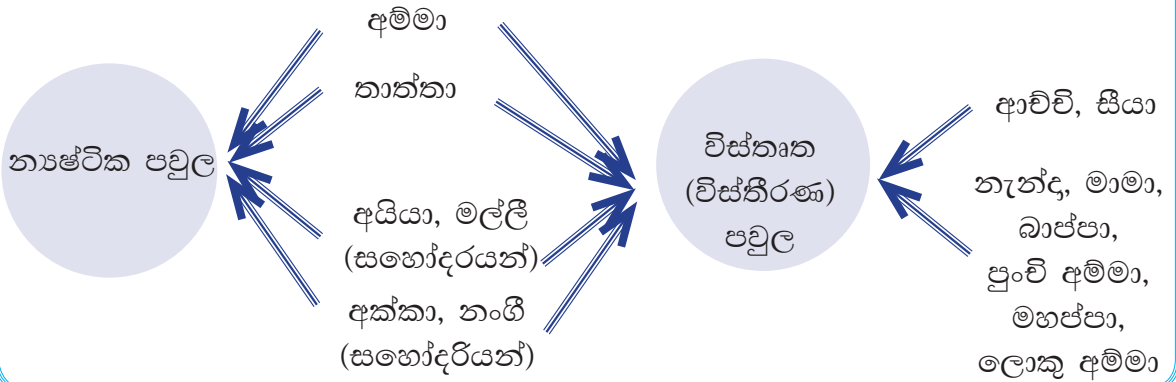 න්‍යෂ්ටික පවුල
අම්මා
තාත්තා
අයියා, මල්ලී
(සහෝදරයන්)
අක්කා, නංගී
(සහෝදරියන්)
විස්තෘත
(විස්තීරණ)
පවුල
ආච්චි, සීයා
නැන්දා, මාමා,
බාප්පා,
පුංචි අම්මා,
මහප්පා,
ලොකු අම්මා